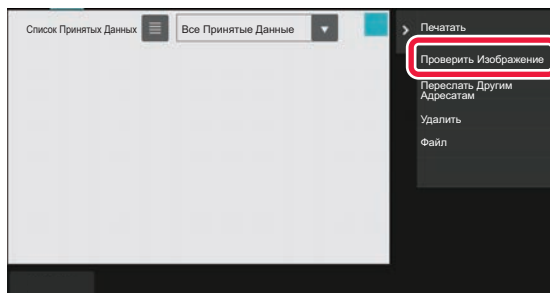 Список Принятых Данных
Все Принятые Данные
Печатать
Проверить Изображение
Переслать Другим
Адресатам
Удалить
Файл